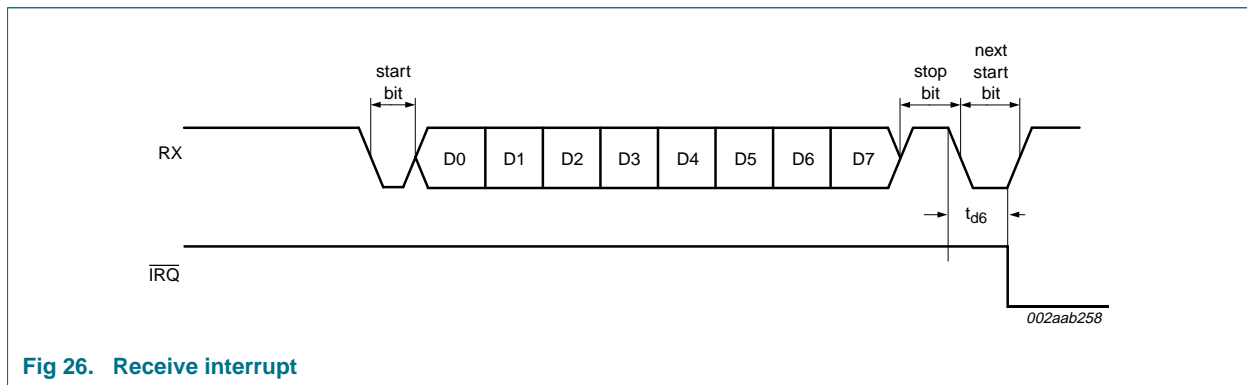 start
bit
stop
bit
next
start
bit
RX
D0 D1 D2 D3 D4 D5 D6 D7
td6
IRQ
002aab258
Fig 26. Receive interrupt